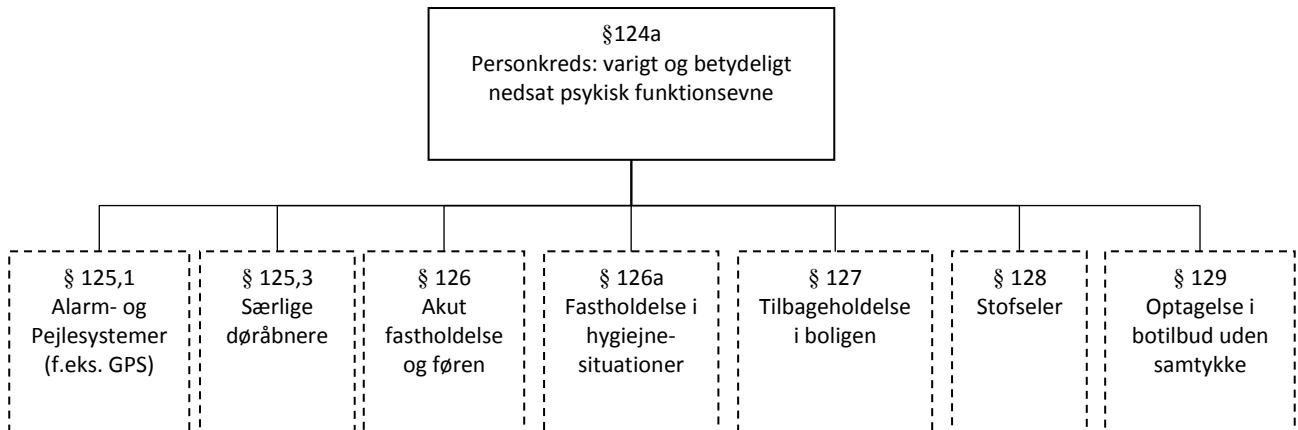 §124a
Personkreds: varigt og betydeligt
nedsat psykisk funktionsevne
§ 125,1
Alarm- og
Pejlesystemer
(f.eks. GPS)
§ 125,3
Særlige
døråbnere
§ 126
Akut
fastholdelse
og føren
§ 126a
Fastholdelse i
hygiejne-
situationer
§ 127
Tilbageholdelse
i boligen
§ 128
Stofseler
§ 129
Optagelse i
botilbud uden
samtykke